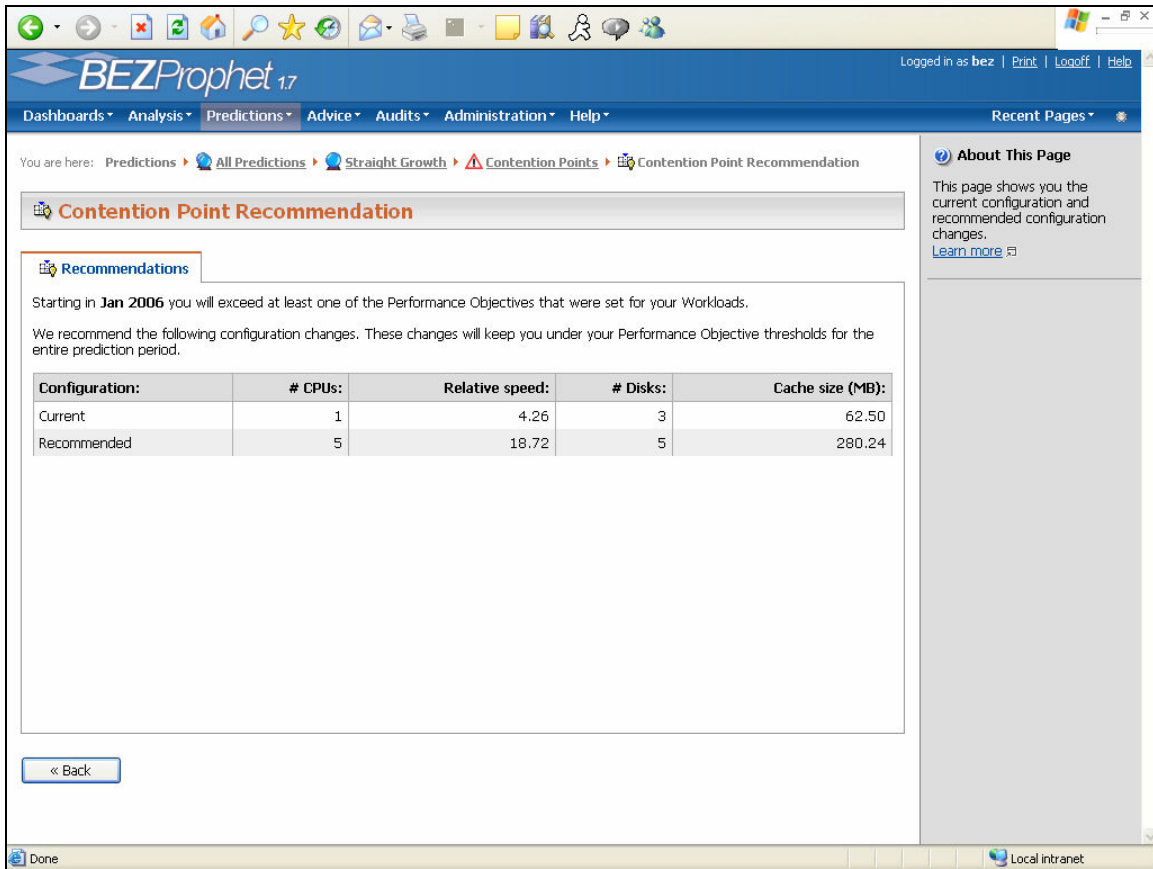 BEZProphet 1.7
Logged in as bez | Print | Logoff | Help
Dashboards Analysis Predictions Advice Audits Administration Help Recent Pages
You are here: Predictions All Predictions Straight Growth Contention Points Contention Point Recommendation
Contention Point Recommendation
Recommendations
Starting in Jan 2006 you will exceed at least one of the Performance Objectives that were set for your Workloads.
We recommend the following configuration changes. These changes will keep you under your Performance Objective thresholds for the
entire prediction period.
Configuration: # CPUs: Relative speed: # Disks: Cache size (MB):
Current 1 4.26 3 62.50
Recommended 5 18.72 5 280.24
« Back
About This Page
This page shows you the
current configuration and
recommended configuration
changes.
Learn more
Done
Local intranet